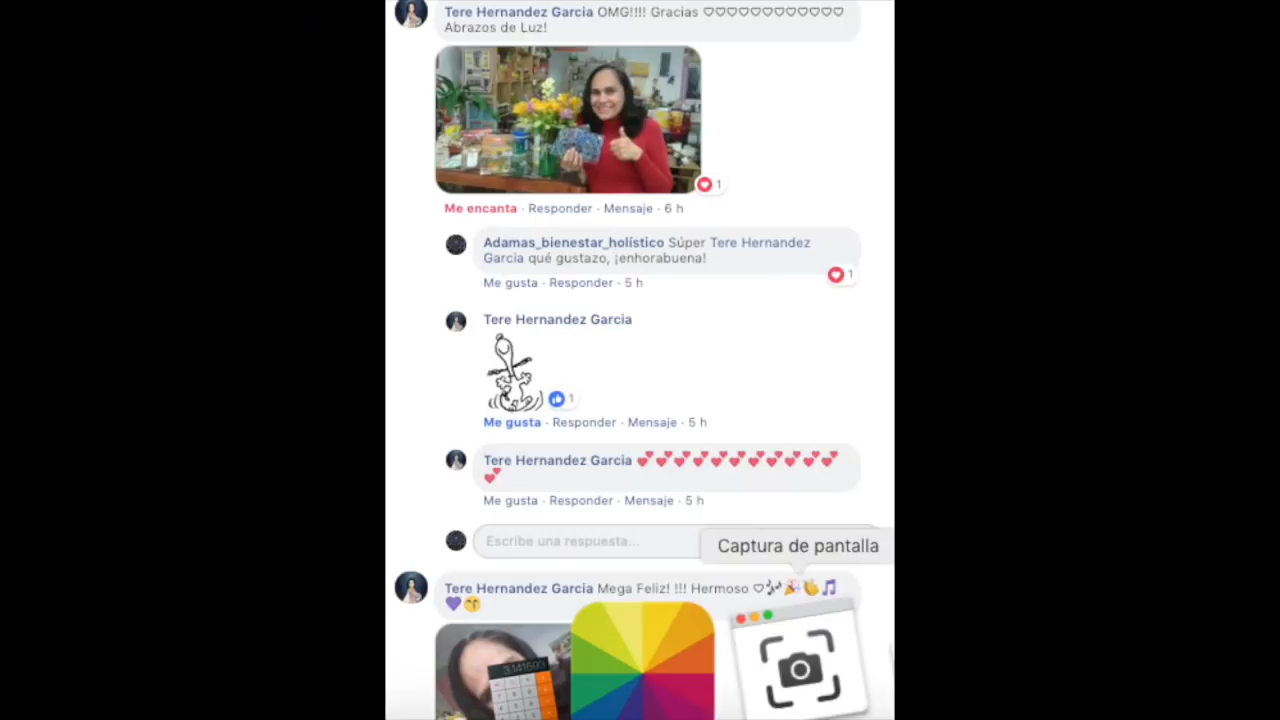 Tere Hernandez Garcia OMG!!!! Gracias ♡♡♡♡♡♡♡♡♡♡♡♡
Abrazos de Luz!
1
Me encanta · Responder · Mensaje · 6 h
Adamas_bienestar_holístico Súper Tere Hernandez
Garcia qué gustazo, ¡enhorabuena!
1
Me gusta · Responder · 5 h
Tere Hernandez Garcia
1
Me gusta · Responder · Mensaje · 5 h
Tere Hernandez Garcia 💕💕💕💕💕💕💕💕💕💕💕
💕
Me gusta · Responder · Mensaje · 5 h
Escribe una respuesta...
Captura de pantalla
Tere Hernandez Garcia Mega Feliz! !!! Hermoso ♡🎶🎉👏🎵
💜😙